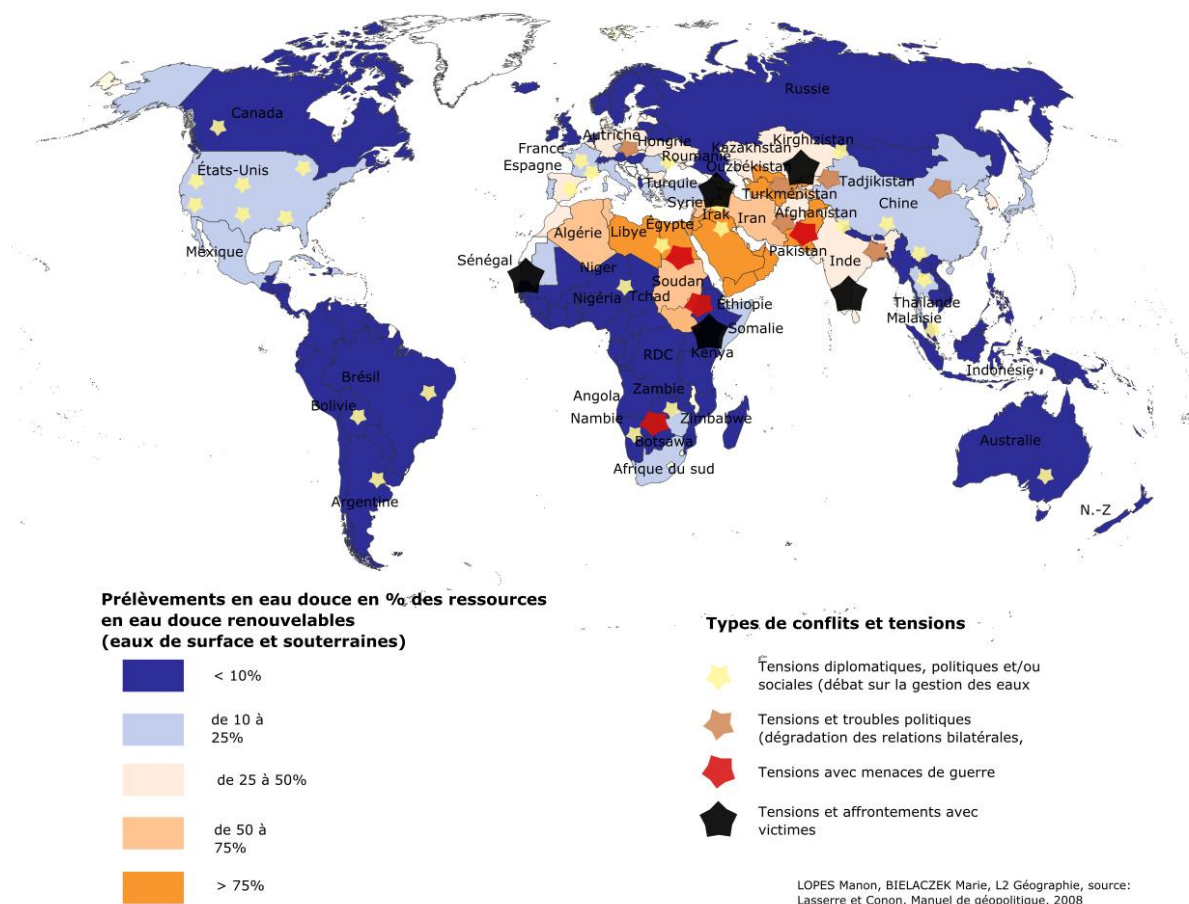 Canada
Russie
États-Unis
Mexique
France
Espagne
Autriche
Hongrie
Roumanie
Kazakhstan
Kirghizistan
Ouzbékistan
Turquie
Turkménistan
Tadjikistan
Syrie
Irak
Iran
Afghanistan
Chine
Algérie
Libye
Egypte
Pakistan
Inde
Sénégal
Niger
Soudan
Nigéria
Tchad
Éthiopie
Thaïlande
Malaisie
Somalie
RDC
Kenya
Indonésie
Brésil
Bolivie
Angola
Zambie
Nambie
Zimbabwe
Botsawa
Afrique du sud
Australie
Argentine
N.-Z
Prélèvements en eau douce en % des ressources
en eau douce renouvelables
(eaux de surface et souterraines)
< 10%
de 10 à
25%
de 25 à 50%
de 50 à
75%
> 75%
Types de conflits et tensions
Tensions diplomatiques, politiques et/ou
sociales (débat sur la gestion des eaux
Tensions et troubles politiques
(dégradation des relations bilatérales,
Tensions avec menaces de guerre
Tensions et affrontements avec
victimes
LOPES Manon, BIELACZEK Marie, L2 Géographie, source:
Lasserre et Conon, Manuel de géopolitique, 2008